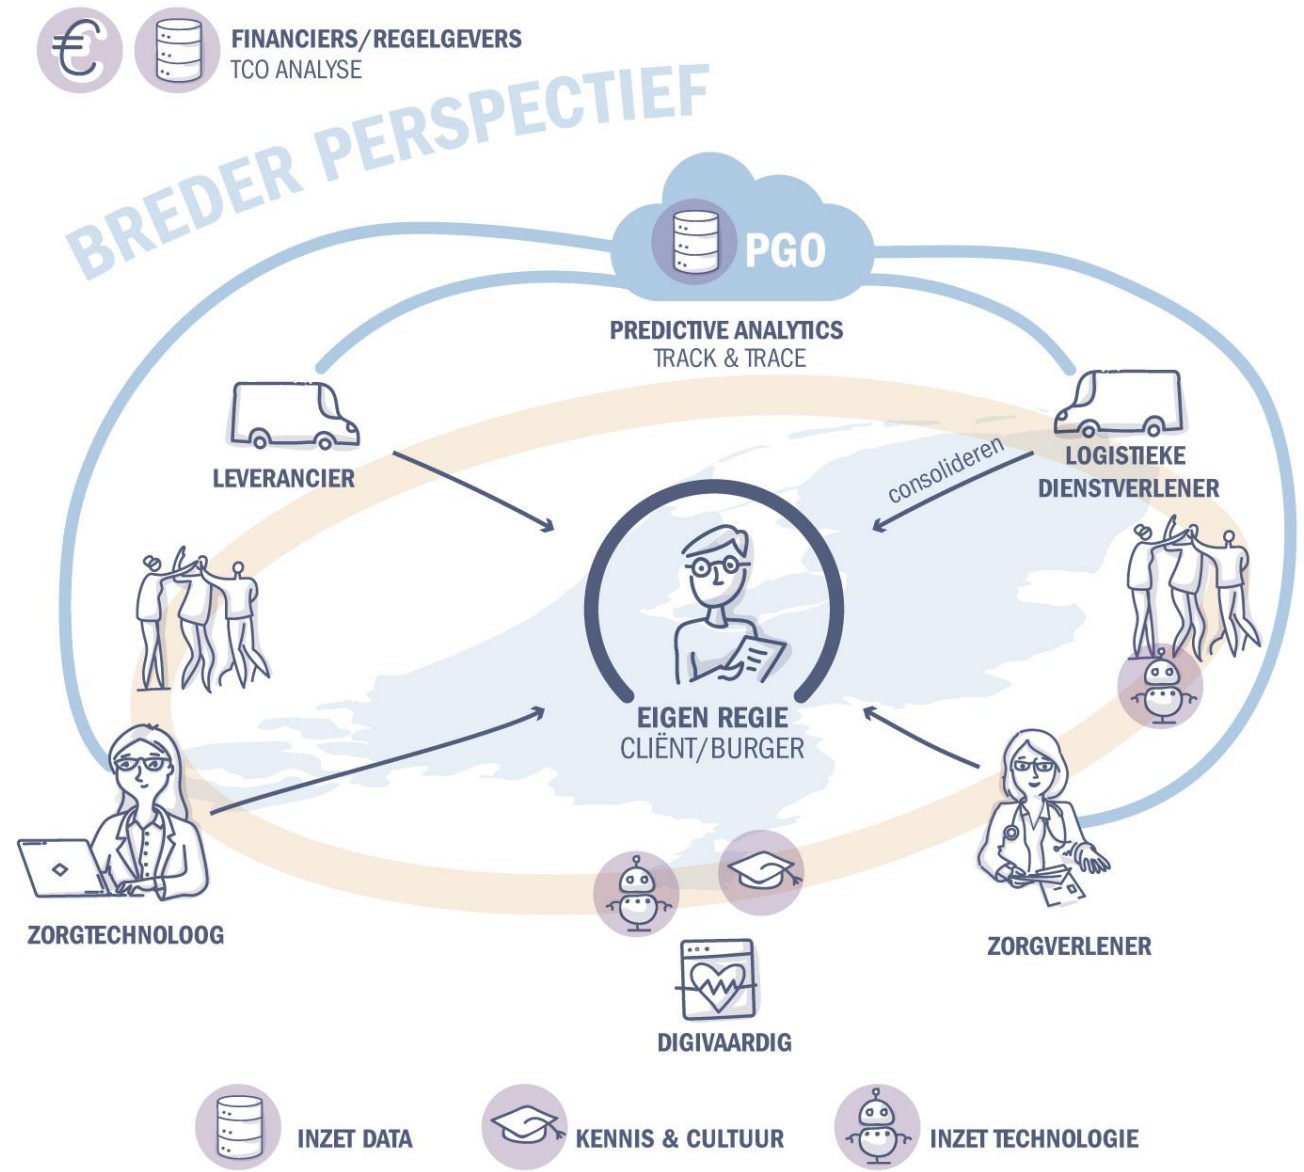 FINANCIERS/REGELGEVERS
TCO ANALYSE
BREDER PERSPECTIEF
PGO
PREDICTIVE ANALYTICS
TRACK & TRACE
LEVERANCIER
consolideren
LOGISTIEKE
DIENSTVERLENER
EIGEN REGIE
CLIËNT/BURGER
ZORGTECHNOLOOG
ZORGVERLENER
DIGIVAARDIG
INZET DATA
KENNIS & CULTUUR
INZET TECHNOLOGIE